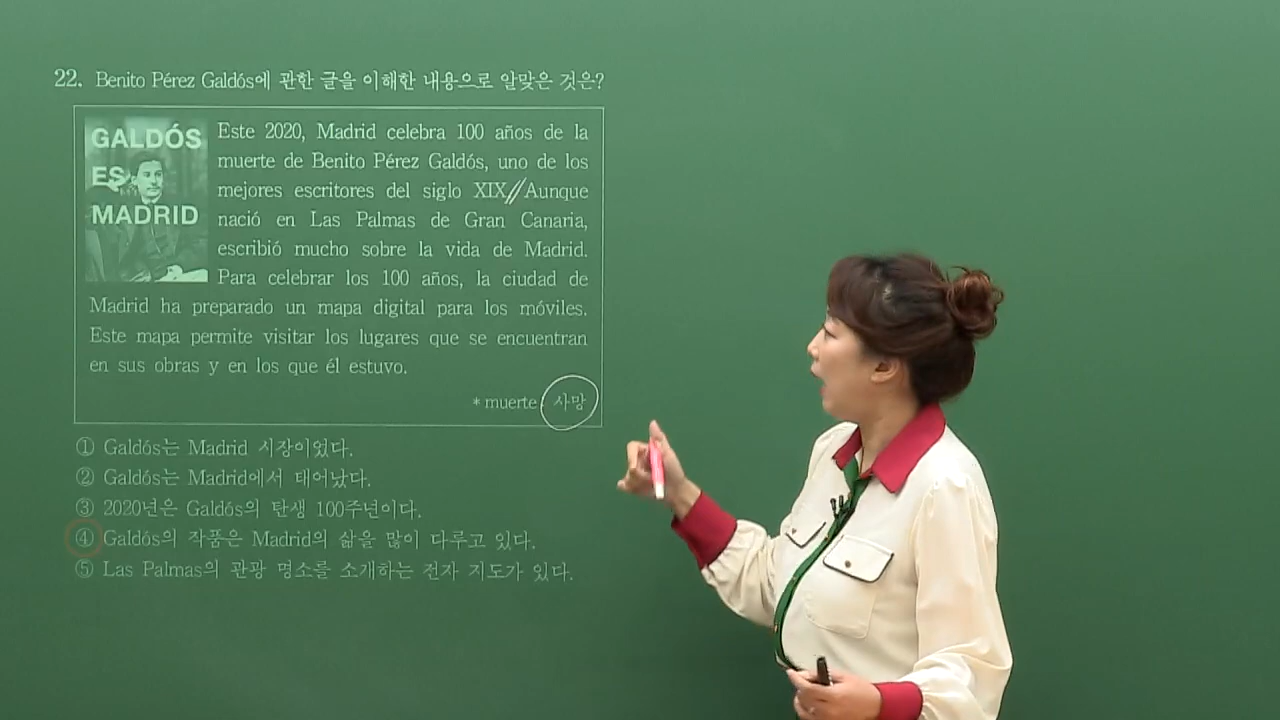 22. Benito Pérez Galdós에 관한 글을 이해한 내용으로 알맞은 것은?
GALDÓS
ES
MADRID
Este 2020, Madrid celebra 100 años de la
muerte de Benito Pérez Galdós, uno de los
mejores escritores del siglo XIX. Aunque
nació en Las Palmas de Gran Canaria,
escribió mucho sobre la vida de Madrid.
Para celebrar los 100 años, la ciudad de
Madrid ha preparado un mapa digital para los móviles.
Este mapa permite visitar los lugares que se encuentran
en sus obras y en los que él estuvo.
* muerte: 사망
① Galdós는 Madrid 시장이었다.
② Galdós는 Madrid에서 태어났다.
③ 2020년은 Galdós의 탄생 100주년이다.
④ Galdós의 작품은 Madrid의 삶을 많이 다루고 있다.
⑤ Las Palmas의 관광 명소를 소개하는 전자 지도가 있다.